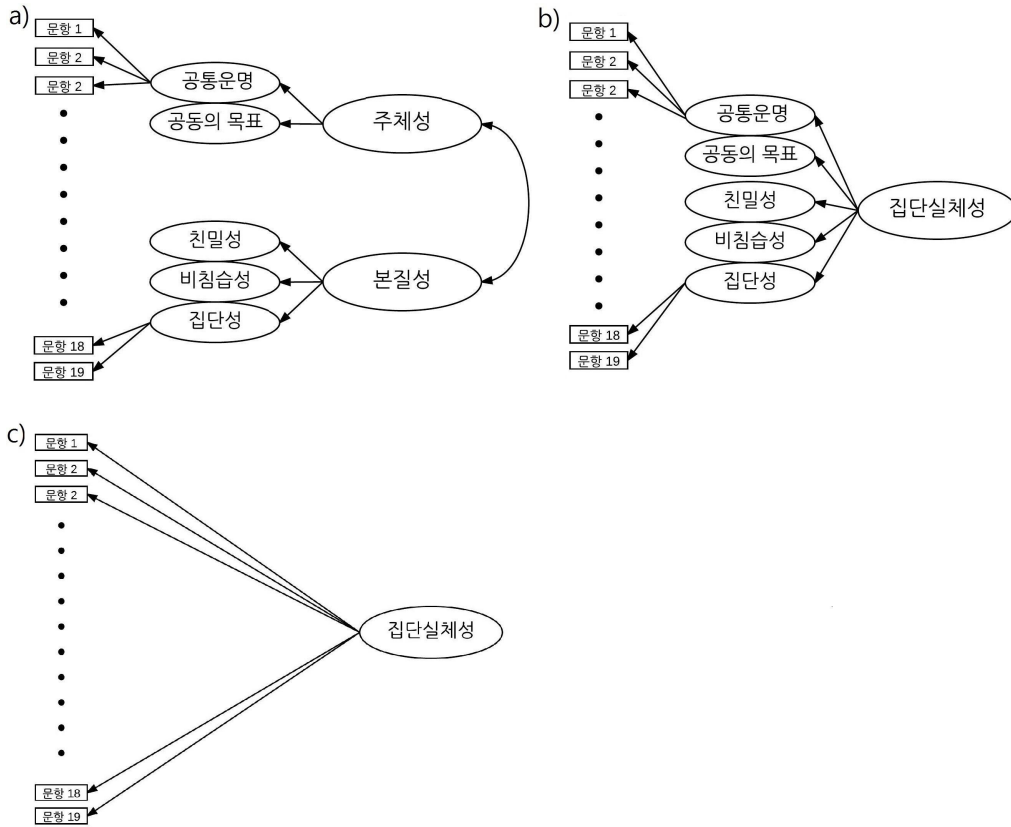 a)
문항 1
문항 2
문항 2
공통운명
공동의 목표
주체성
친밀성
비침습성
집단성
본질성
문항 18
문항 19
b)
문항 1
문항 2
문항 2
공통운명
공동의 목표
친밀성
비침습성
집단성
집단실체성
문항 18
문항 19
c)
문항 1
문항 2
문항 2
집단실체성
문항 18
문항 19